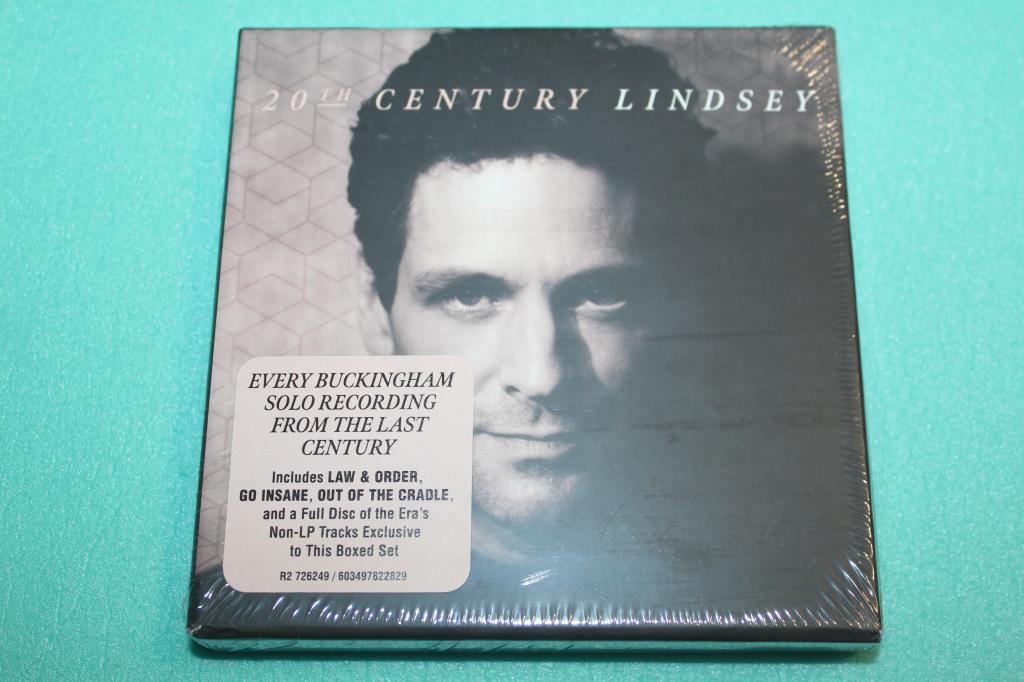 20TH CENTURY LINDSEY
EVERY BUCKINGHAM
SOLO RECORDING
FROM THE LAST
CENTURY
Includes LAW & ORDER,
GO INSANE, OUT OF THE CRADLE,
and a Full Disc of the Era's
Non-LP Tracks Exclusive
to This Boxed Set
R2 726249 / 603497822829